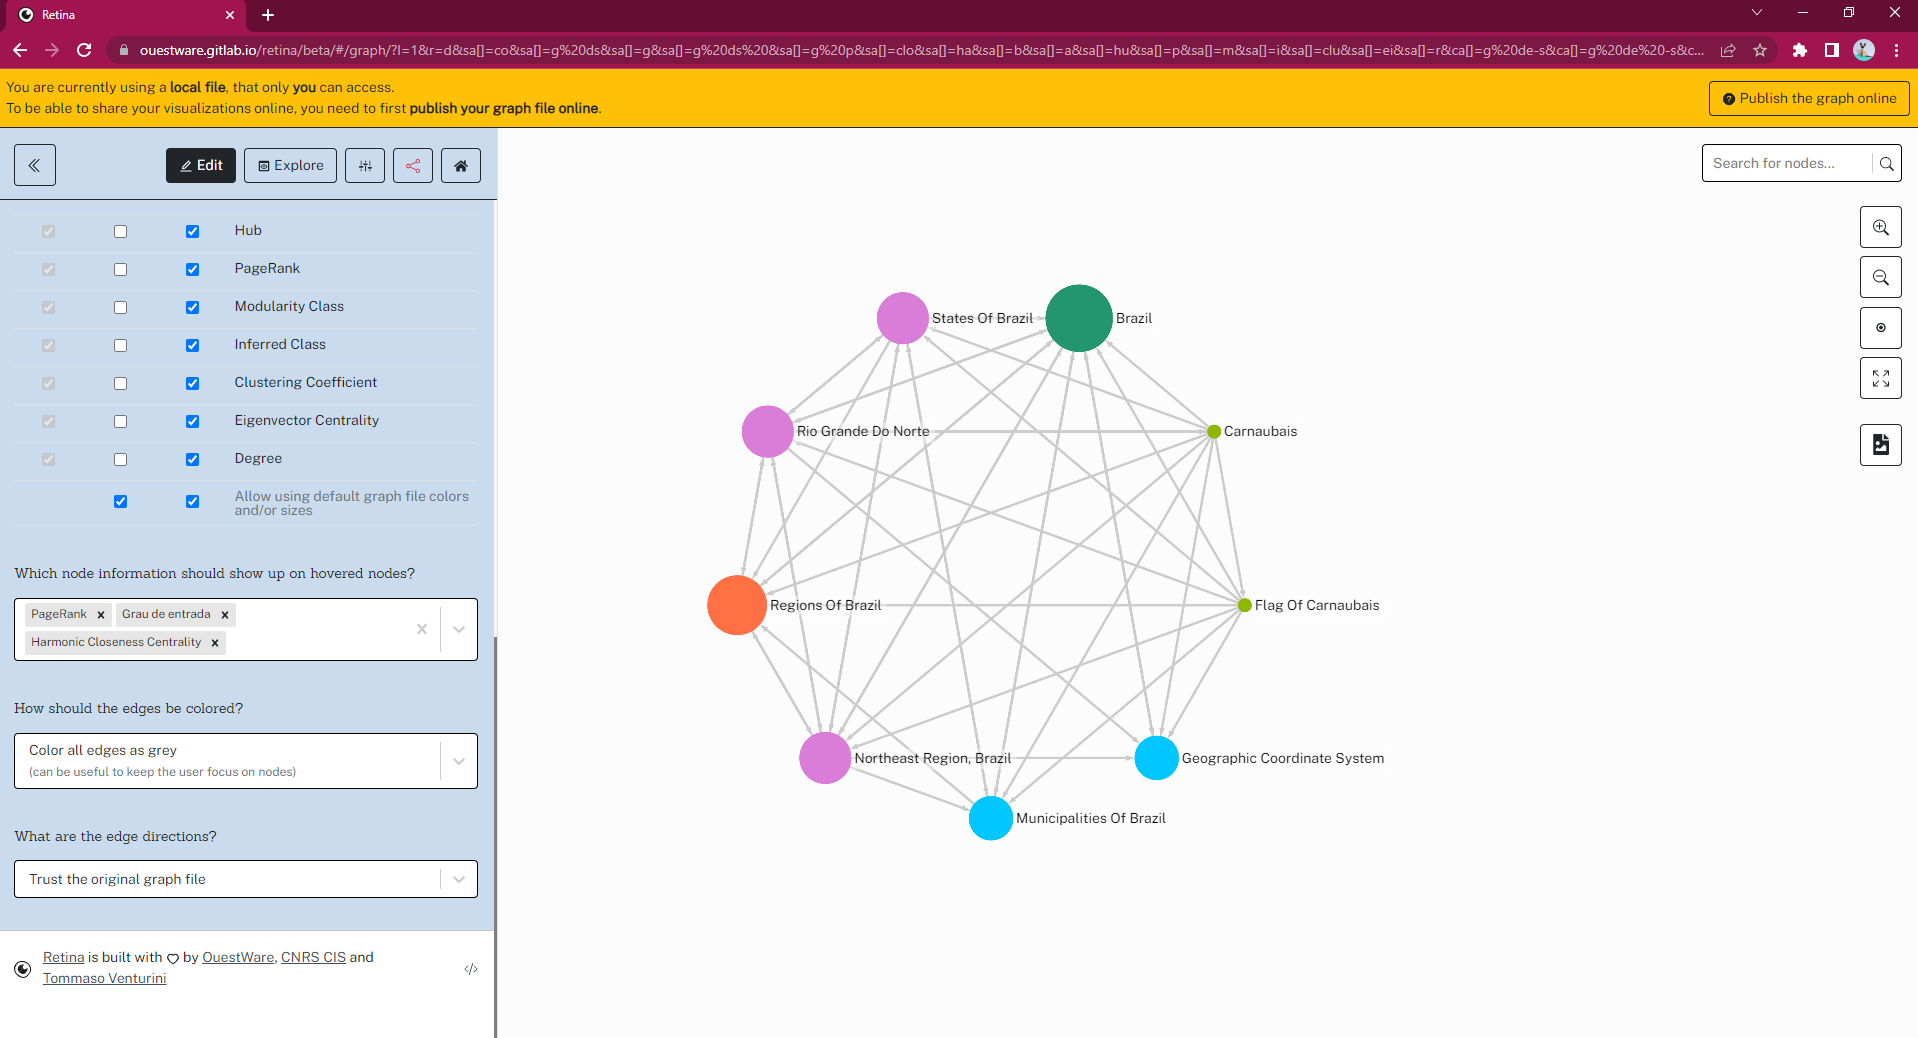 Retina
ouestware.gitlab.io/retina/beta/#/graph/?l=1&r=d&sa[]=co&sa[]=g%20ds&sa[]=g&sa[]=g%20ds%20&sa[]=g%20p&sa[]=clo&sa[]=ha&sa[]=b&sa[]=a&sa[]=hu&sa[]=p&sa[]=m&sa[]=i&sa[]=clu&sa[]=ei&sa[]=r&ca[]=g%20de-s&ca[]=g%20de%20-s&c...
You are currently using a local file, that only you can access.
To be able to share your visualizations online, you need to first publish your graph file online.
Publish the graph online
Edit
Explore
Search for nodes...
Hub
PageRank
Modularity Class
Inferred Class
Clustering Coefficient
Eigenvector Centrality
Degree
Allow using default graph file colors
and/or sizes
Which node information should show up on hovered nodes?
PageRank x Grau de entrada x
Harmonic Closeness Centrality x
How should the edges be colored?
Color all edges as grey
(can be useful to keep the user focus on nodes)
What are the edge directions?
Trust the original graph file
Retina is built with ♡ by OuestWare, CNRS CIS and
Tommaso Venturini
States Of Brazil
Brazil
Rio Grande Do Norte
Carnaubais
Regions Of Brazil
Flag Of Carnaubais
Northeast Region, Brazil
Geographic Coordinate System
Municipalities Of Brazil